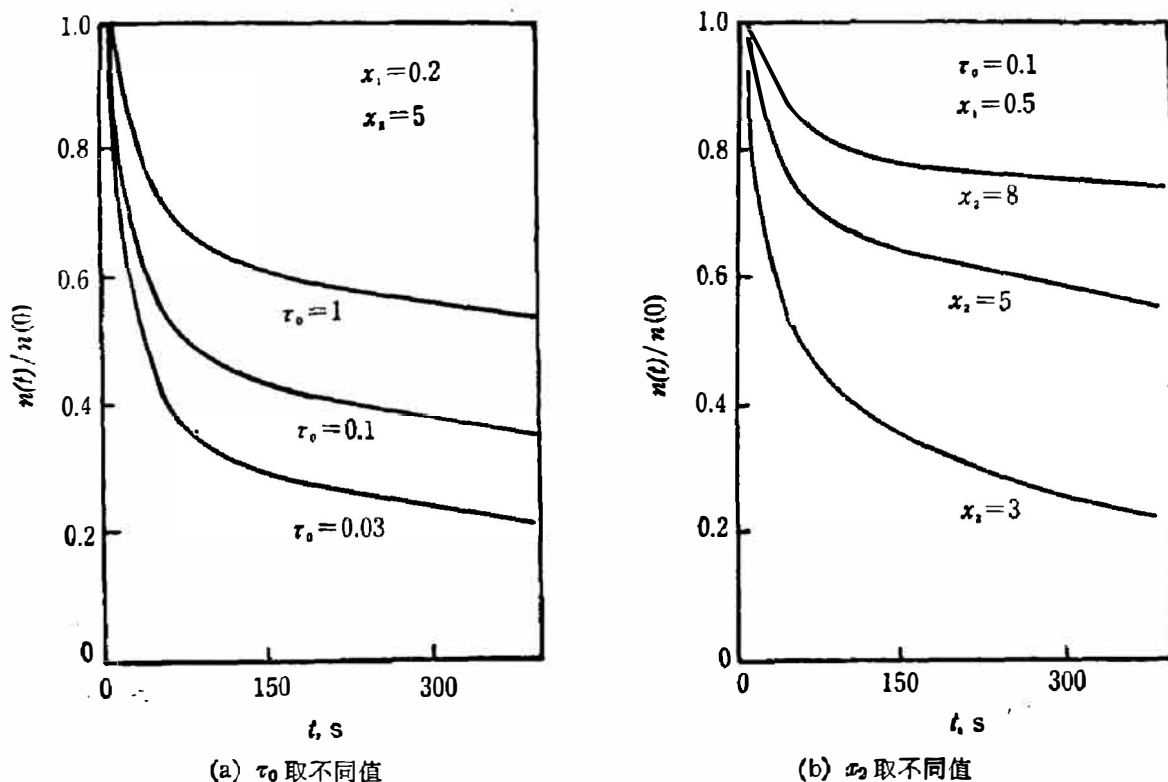 1.0
0.8
0.6
0.4
0.2
0
n(t)/n(0)
x₁=0.2
x₂=5
τ₀=1
τ₀=0.1
τ₀=0.03
0
150
300
t, s
(a) τ₀ 取不同值
1.0
0.8
0.6
0.4
0.2
0
n(t)/n(0)
τ₀=0.1
x₁=0.5
x₂=8
x₂=5
x₂=3
0
150
300
t, s
(b) x₂ 取不同值